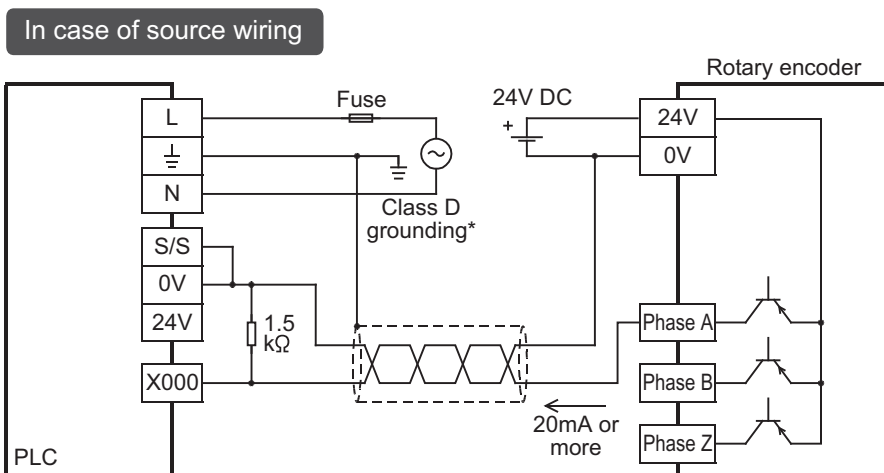 In case of source wiring
Rotary encoder
Fuse
24V DC
+
L
N
24V
0V
Class D
grounding*
S/S
0V
24V
X000
1.5
kΩ
Phase A
Phase B
Phase Z
20mA or
more
PLC